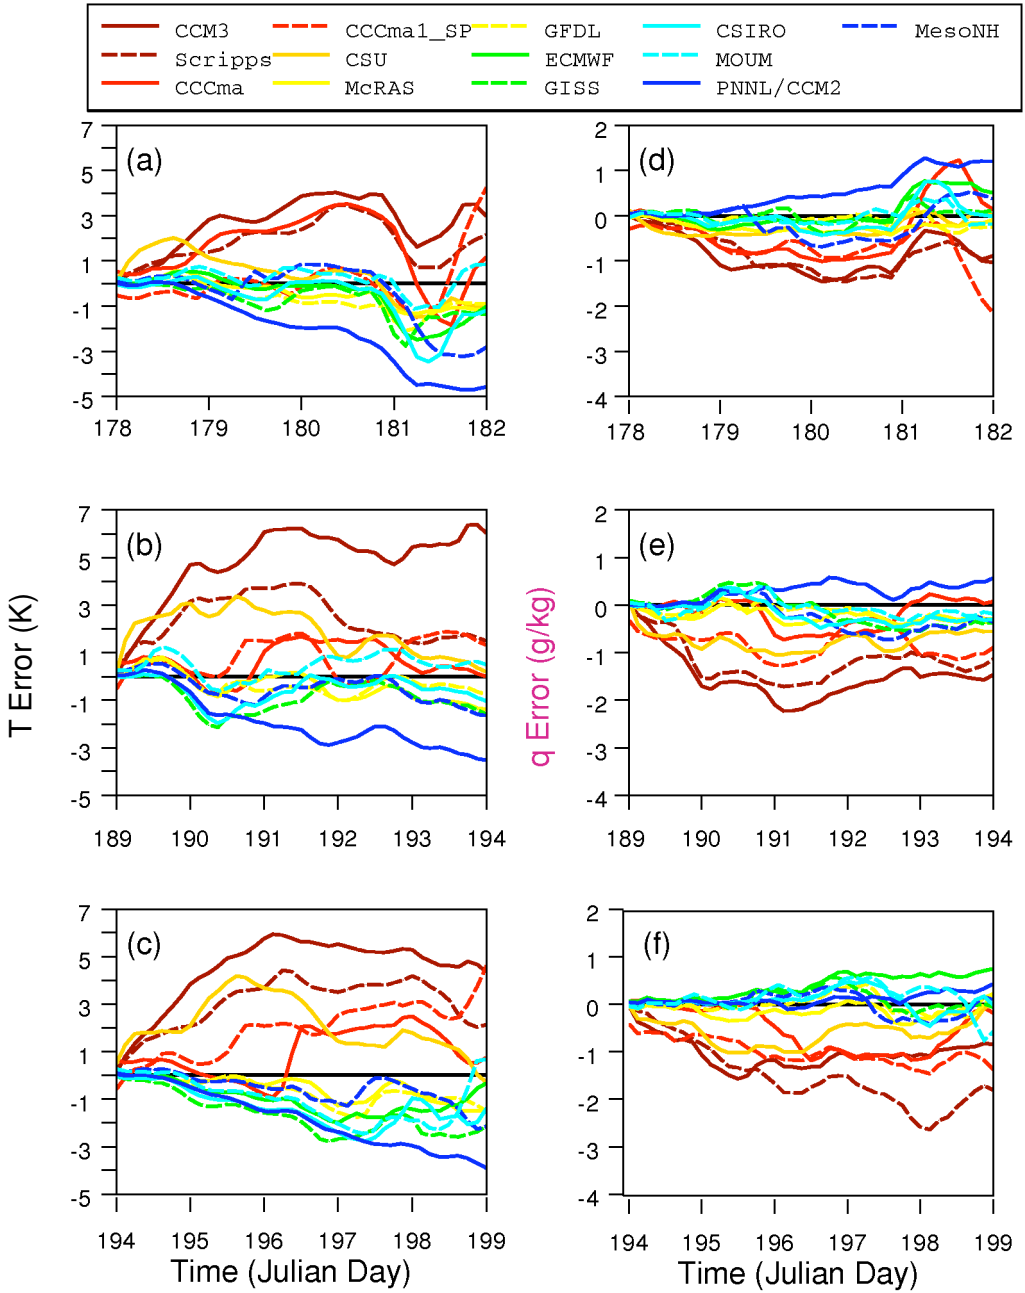 CCM3 CCCma1_SP GFDL CSIRO MesoNH
Scripps CSU ECMWF MOUM
CCCma McRAS GISS PNNL/CCM2
(a)
7
5
3
1
-1
-3
-5
178 179 180 181 182
(d)
2
1
0
-1
-2
-3
-4
178 179 180 181 182
T Error (K)
(b)
7
5
3
1
-1
-3
-5
189 190 191 192 193 194
q Error (g/kg)
(e)
2
1
0
-1
-2
-3
-4
189 190 191 192 193 194
(c)
7
5
3
1
-1
-3
-5
194 195 196 197 198 199
Time (Julian Day)
(f)
2
1
0
-1
-2
-3
-4
194 195 196 197 198 199
Time (Julian Day)